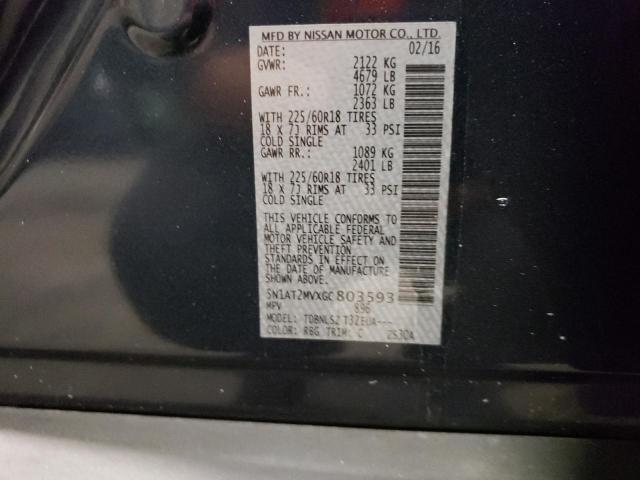 MFD BY NISSAN MOTOR CO., LTD.
DATE: 02/16
GVWR: 2122 KG
4679 LB
GAWR FR.: 1072 KG
2363 LB
WITH 225/60R18 TIRES
18 X 7J RIMS AT 33 PSI
COLD SINGLE
GAWR RR.: 1089 KG
2401 LB
WITH 225/60R18 TIRES
18 X 7J RIMS AT 33 PSI
COLD SINGLE
THIS VEHICLE CONFORMS TO
ALL APPLICABLE FEDERAL
MOTOR VEHICLE SAFETY AND
THEFT PREVENTION
STANDARDS IN EFFECT ON
THE DATE OF MANUFACTURE
SHOWN ABOVE.
5N1AT2MVXGC803593
MPV 896
MODEL: TDBNLSZ T32EUA---
COLOR: RBG TRIM: C